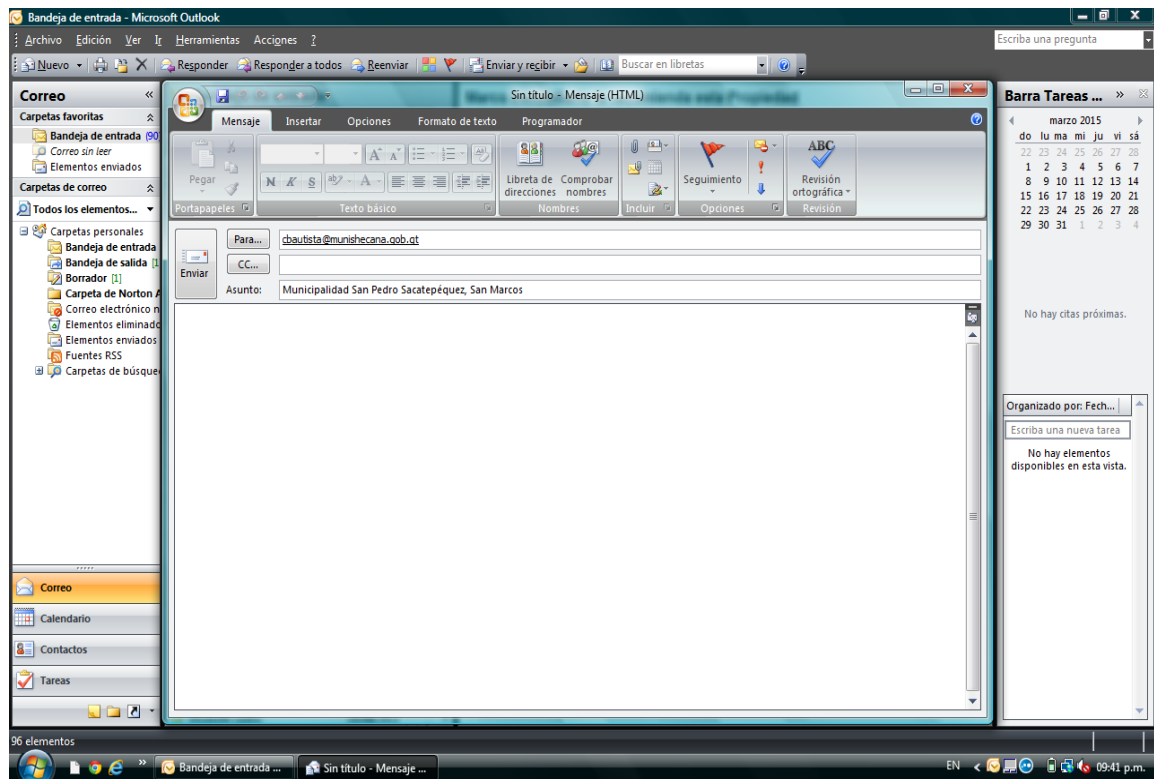 Bandeja de entrada - Microsoft Outlook
Archivo Edición Ver Ir Herramientas Acciones ?
Escriba una pregunta
Nuevo Responder Responder a todos Reenviar Enviar y recibir Buscar en libretas
Correo «
Carpetas favoritas
Bandeja de entrada (90
Correo sin leer
Elementos enviados
Carpetas de correo
Todos los elementos...
Carpetas personales
Bandeja de entrada
Bandeja de salida [1
Borrador [1]
Carpeta de Norton A
Correo electrónico n
Elementos eliminado
Elementos enviados
Fuentes RSS
Carpetas de búsque
Correo
Calendario
Contactos
Tareas
Sin título - Mensaje (HTML)
Mensaje Insertar Opciones Formato de texto Programador
Pegar
Portapapeles
N K S
Texto básico
Libreta de direcciones
Comprobar nombres
Nombres
Incluir
Seguimiento
Opciones
ABC
Revisión
ortográfica
Revisión
Enviar
Para... cbautista@munishecana.gob.gt
CC...
Asunto: Municipalidad San Pedro Sacatepéquez, San Marcos
Barra Tareas ... »
marzo 2015
do lu ma mi ju vi sá
22 23 24 25 26 27 28
1 2 3 4 5 6 7
8 9 10 11 12 13 14
15 16 17 18 19 20 21
22 23 24 25 26 27 28
29 30 31 1 2 3 4
No hay citas próximas.
Organizado por: Fech...
Escriba una nueva tarea
No hay elementos
disponibles en esta vista.
96 elementos
Bandeja de entrada ... Sin título - Mensaje ... EN 09:41 p.m.